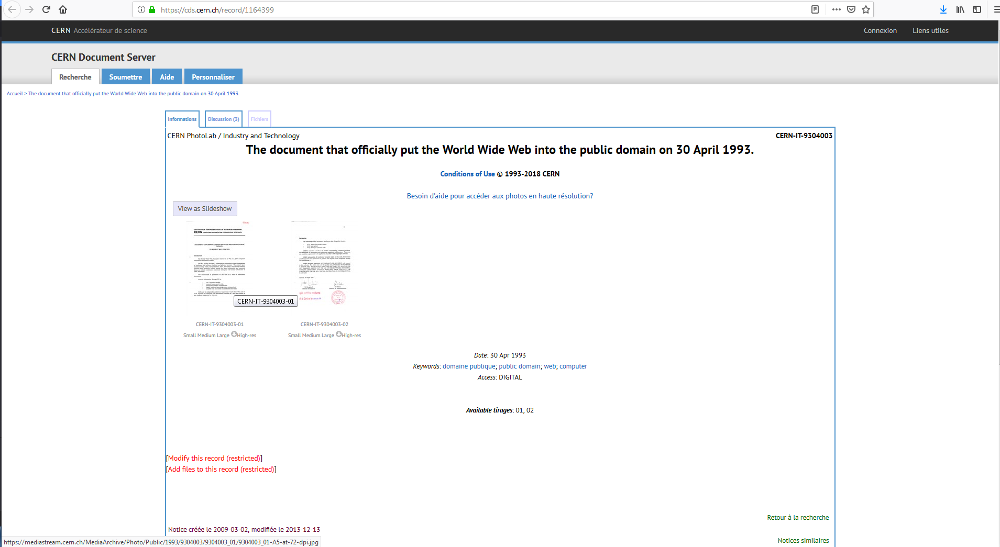 https://cds.cern.ch/record/1164399
CERN Accélérateur de science
Connexion
Liens utiles
CERN Document Server
Recherche
Soumettre
Aide
Personnaliser
Accueil > The document that officially put the World Wide Web into the public domain on 30 April 1993.
Informations
Discussion (3)
Fichiers
CERN PhotoLab / Industry and Technology
CERN-IT-9304003
The document that officially put the World Wide Web into the public domain on 30 April 1993.
Conditions of Use © 1993-2018 CERN
Besoin d'aide pour accéder aux photos en haute résolution?
View as Slideshow
CERN-IT-9304003-01
CERN-IT-9304003-01
CERN-IT-9304003-02
Small Medium Large High-res
Small Medium Large High-res
Date: 30 Apr 1993
Keywords: domaine publique; public domain; web; computer
Access: DIGITAL
Available tirages: 01, 02
[Modify this record (restricted)]
[Add files to this record (restricted)]
Retour à la recherche
Notice créée le 2009-03-02, modifiée le 2013-12-13
Notices similaires
https://mediastream.cern.ch/MediaArchive/Photo/Public/1993/9304003/9304003_01/9304003_01-A5-at-72-dpi.jpg